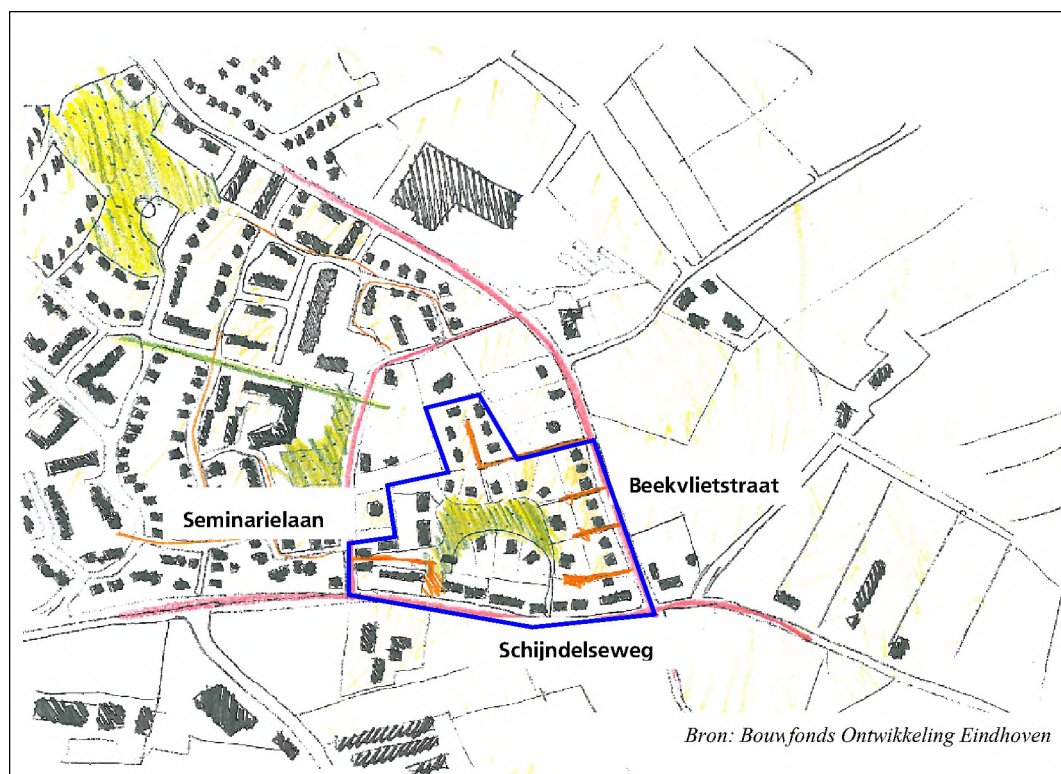 Beekvlietstraat
Seminarielaan
Schijndelseweg
Bron: Bouwfonds Ontwikkeling Eindhoven